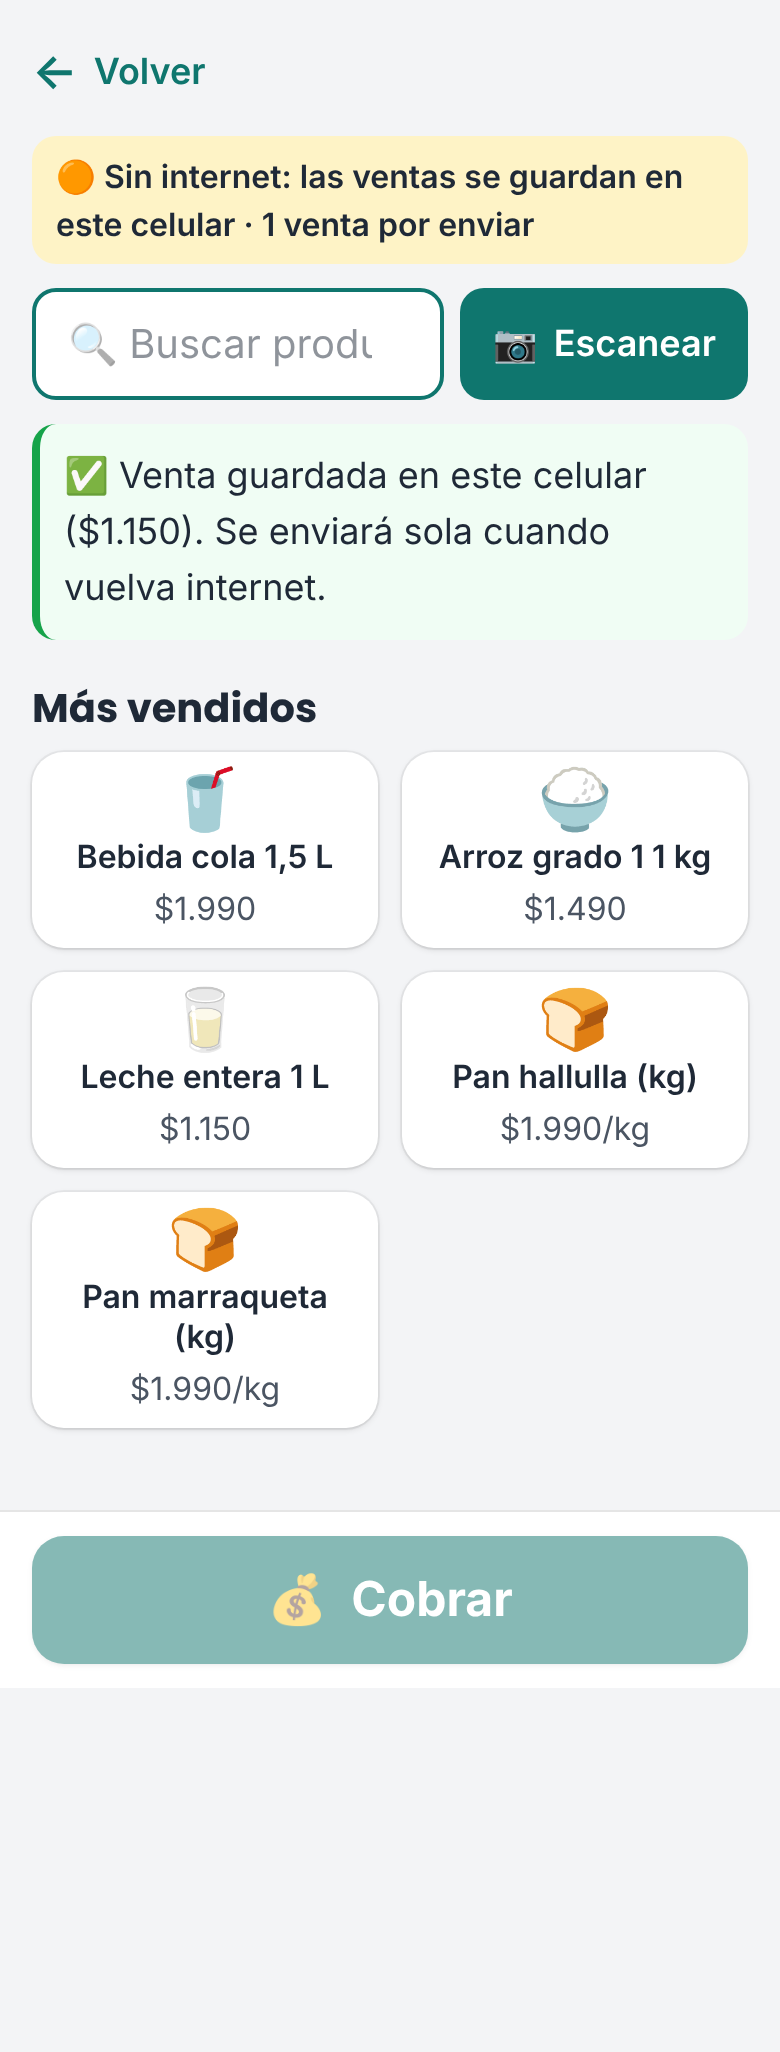 Volver
Sin internet: las ventas se guardan en
este celular · 1 venta por enviar
Buscar produ
Escanear
Venta guardada en este celular
($1.150). Se enviará sola cuando
vuelva internet.
Más vendidos
Bebida cola 1,5 L
$1.990
Arroz grado 1 1 kg
$1.490
Leche entera 1 L
$1.150
Pan hallulla (kg)
$1.990/kg
Pan marraqueta
(kg)
$1.990/kg
Cobrar